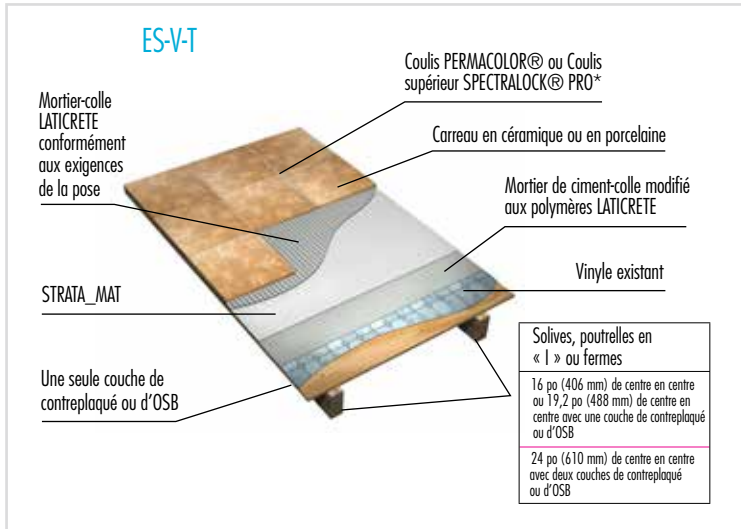 ES-V-T
Coulis PERMACOLOR® ou Coulis
supérieur SPECTRALOCK® PRO*
Mortier-colle
LATICRETE
conformément
aux exigences
de la pose
Carreau en céramique ou en porcelaine
Mortier de ciment-colle modifié
aux polymères LATICRETE
Vinyle existant
STRATA_MAT
Une seule couche de
contreplaqué ou d'OSB
Solives, poutrelles en
« I » ou fermes
16 po (406 mm) de centre en centre
ou 19,2 po (488 mm) de centre en
centre avec une couche de contreplaqué
ou d'OSB
24 po (610 mm) de centre en centre
avec deux couches de contreplaqué
ou d'OSB